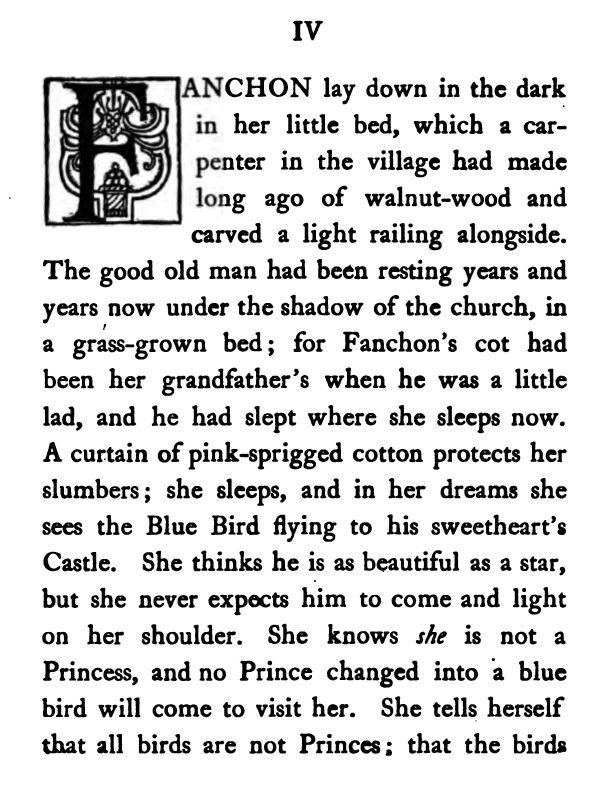 IV
FANCHON lay down in the dark
in her little bed, which a car-
penter in the village had made
long ago of walnut-wood and
carved a light railing alongside.
The good old man had been resting years and
years now under the shadow of the church, in
a grass-grown bed; for Fanchon's cot had
been her grandfather's when he was a little
lad, and he had slept where she sleeps now.
A curtain of pink-sprigged cotton protects her
slumbers; she sleeps, and in her dreams she
sees the Blue Bird flying to his sweetheart's
Castle. She thinks he is as beautiful as a star,
but she never expects him to come and light
on her shoulder. She knows she is not a
Princess, and no Prince changed into a blue
bird will come to visit her. She tells herself
that all birds are not Princes; that the birds